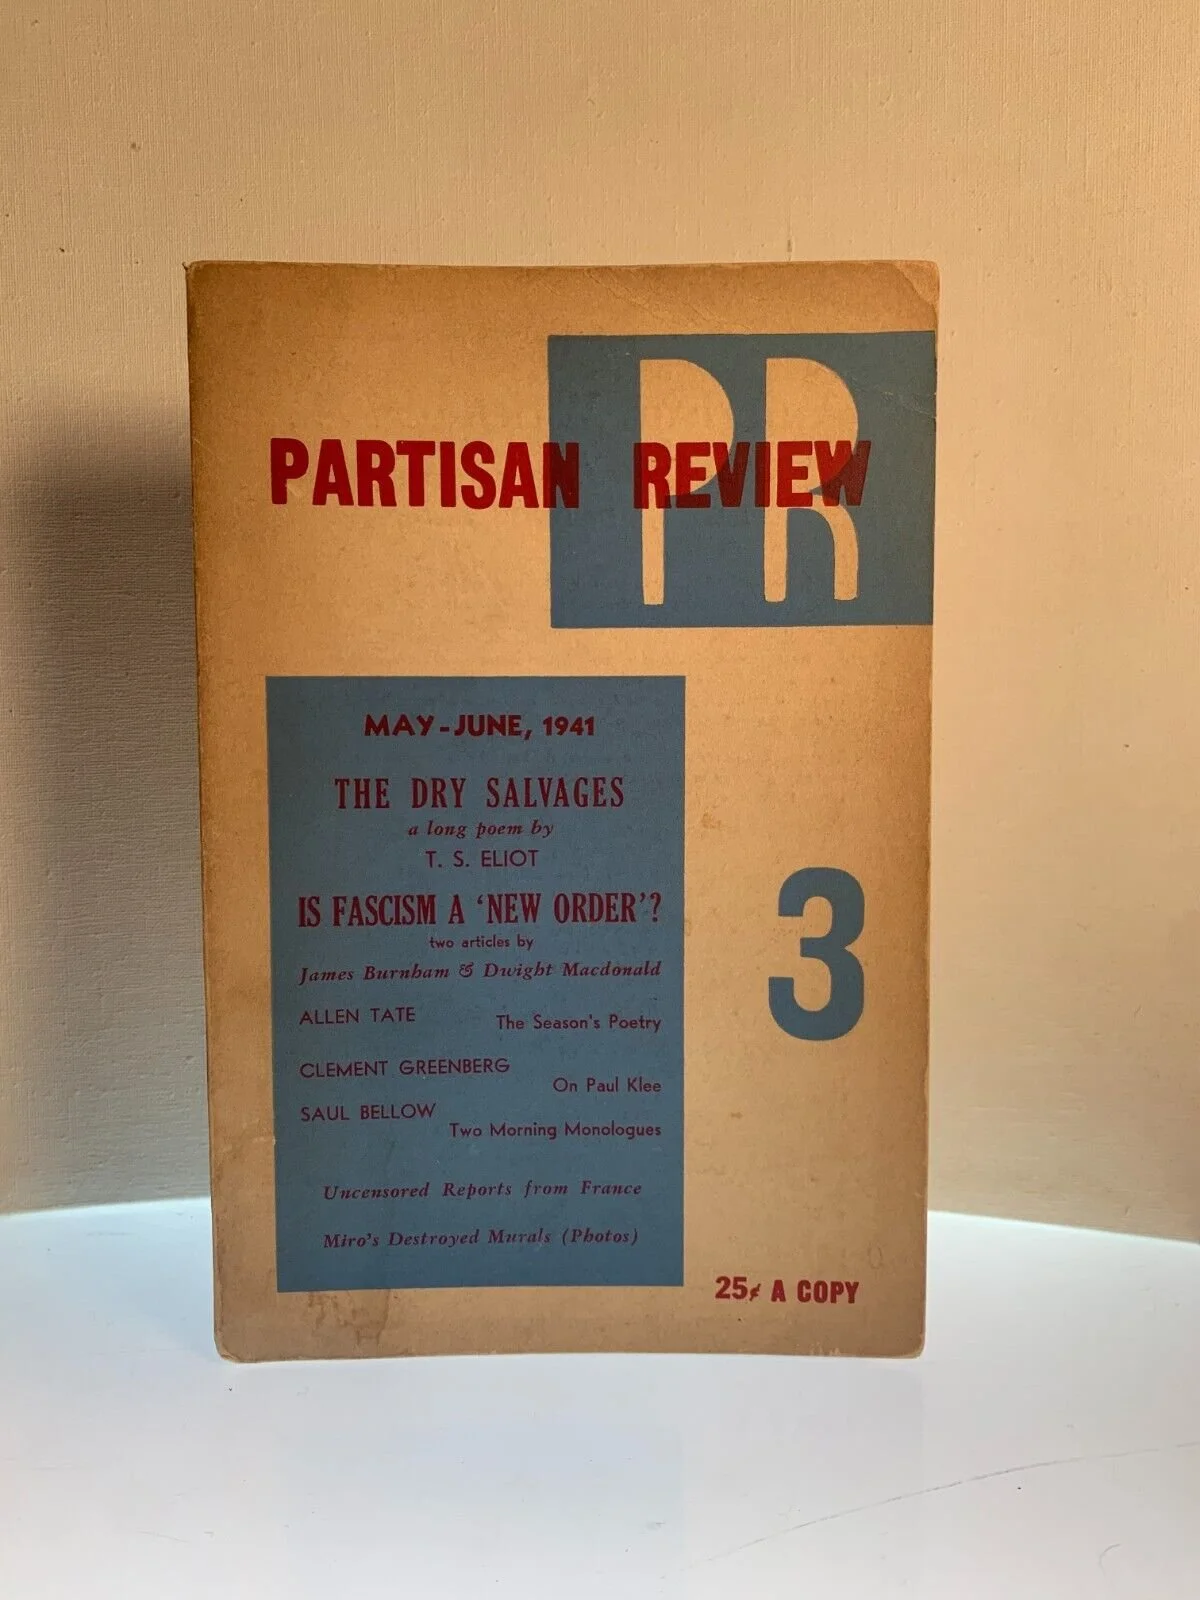 PR
PARTISAN REVIEW
MAY-JUNE, 1941
THE DRY SALVAGES
a long poem by
T. S. ELIOT
IS FASCISM A ‘NEW ORDER’?
two articles by
James Burnham & Dwight Macdonald
ALLEN TATE
The Season's Poetry
CLEMENT GREENBERG
On Paul Klee
SAUL BELLOW
Two Morning Monologues
Uncensored Reports from France
Miro's Destroyed Murals (Photos)
3
25¢ A COPY